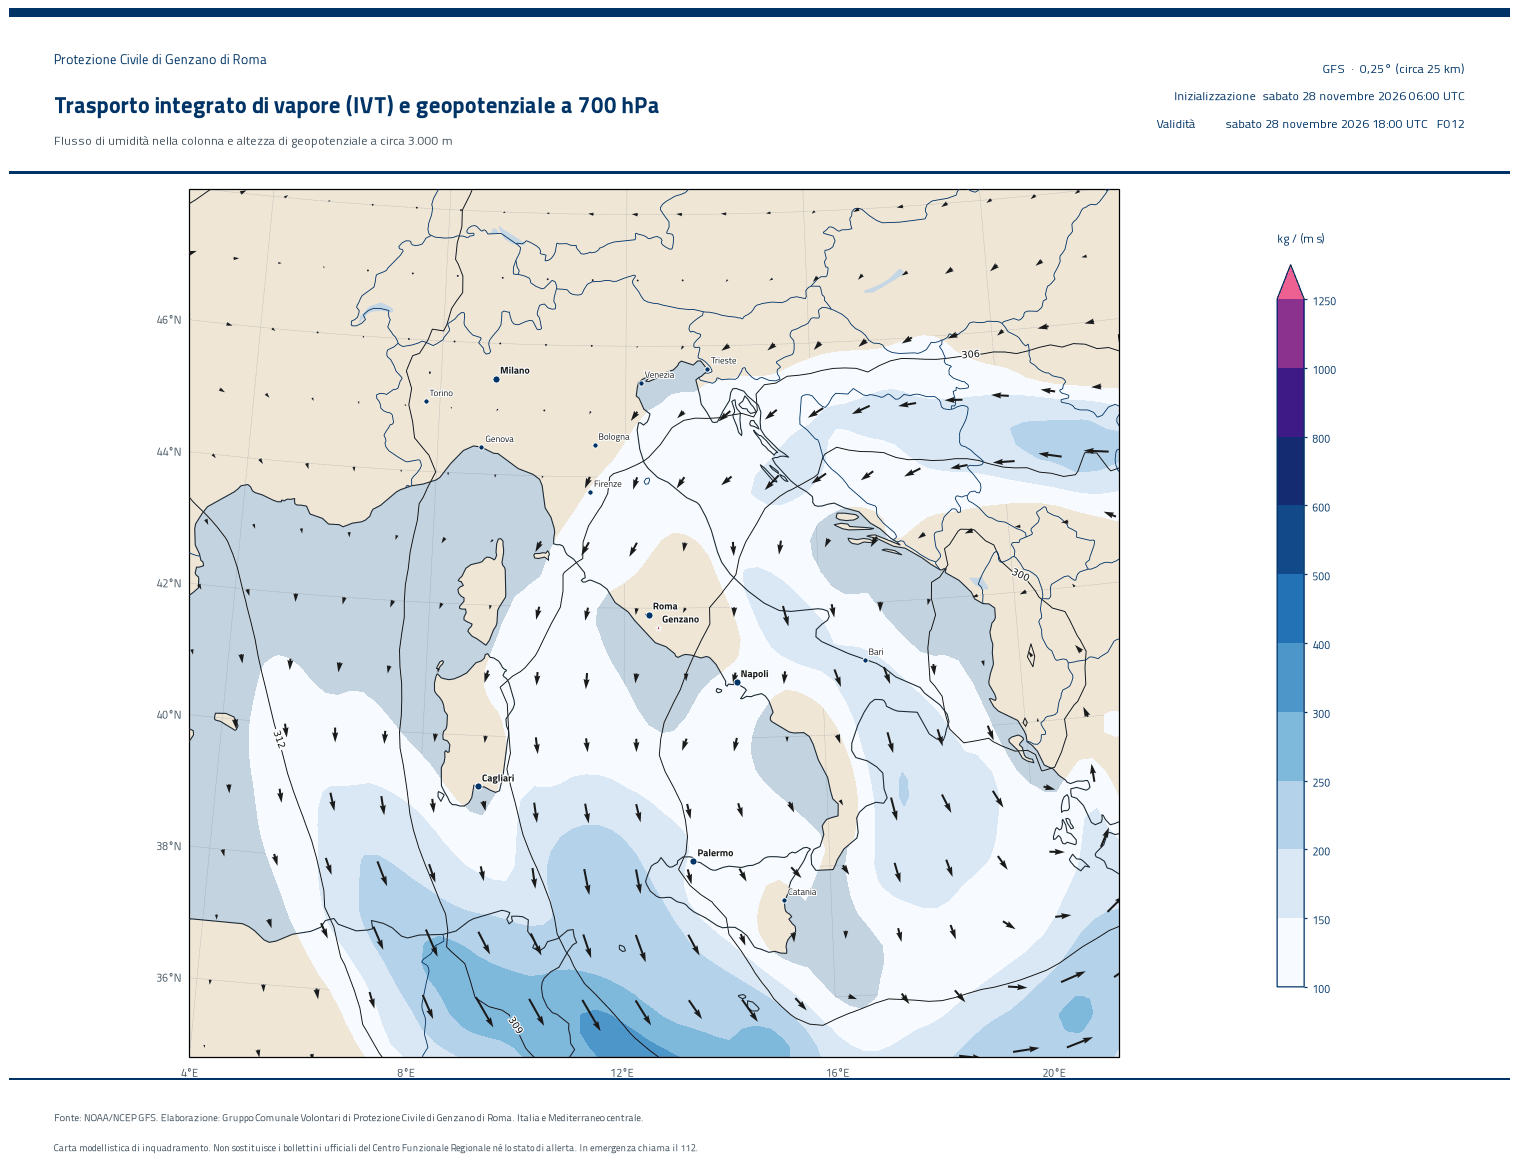 Protezione Civile di Genzano di Roma
Trasporto integrato di vapore (IVT) e geopotenziale a 700 hPa
Flusso di umidità nella colonna e altezza di geopotenziale a circa 3.000 m
GFS · 0,25° (circa 25 km)
Inizializzazione sabato 28 novembre 2026 06:00 UTC
Validità sabato 28 novembre 2026 18:00 UTC F012
kg / (m s)
1250
1000
800
600
500
400
300
250
200
150
100
46°N
44°N
42°N
40°N
38°N
36°N
4°E
8°E
12°E
16°E
20°E
306
300
312
309
Trieste
Venezia
Milano
Torino
Genova
Bologna
Firenze
Roma
Genzano
Bari
Napoli
Cagliari
Palermo
Catania
Fonte: NOAA/NCEP GFS. Elaborazione: Gruppo Comunale Volontari di Protezione Civile di Genzano di Roma. Italia e Mediterraneo centrale.
Carta modellistica di inquadramento. Non sostituisce i bollettini ufficiali del Centro Funzionale Regionale né lo stato di allerta. In emergenza chiama il 112.